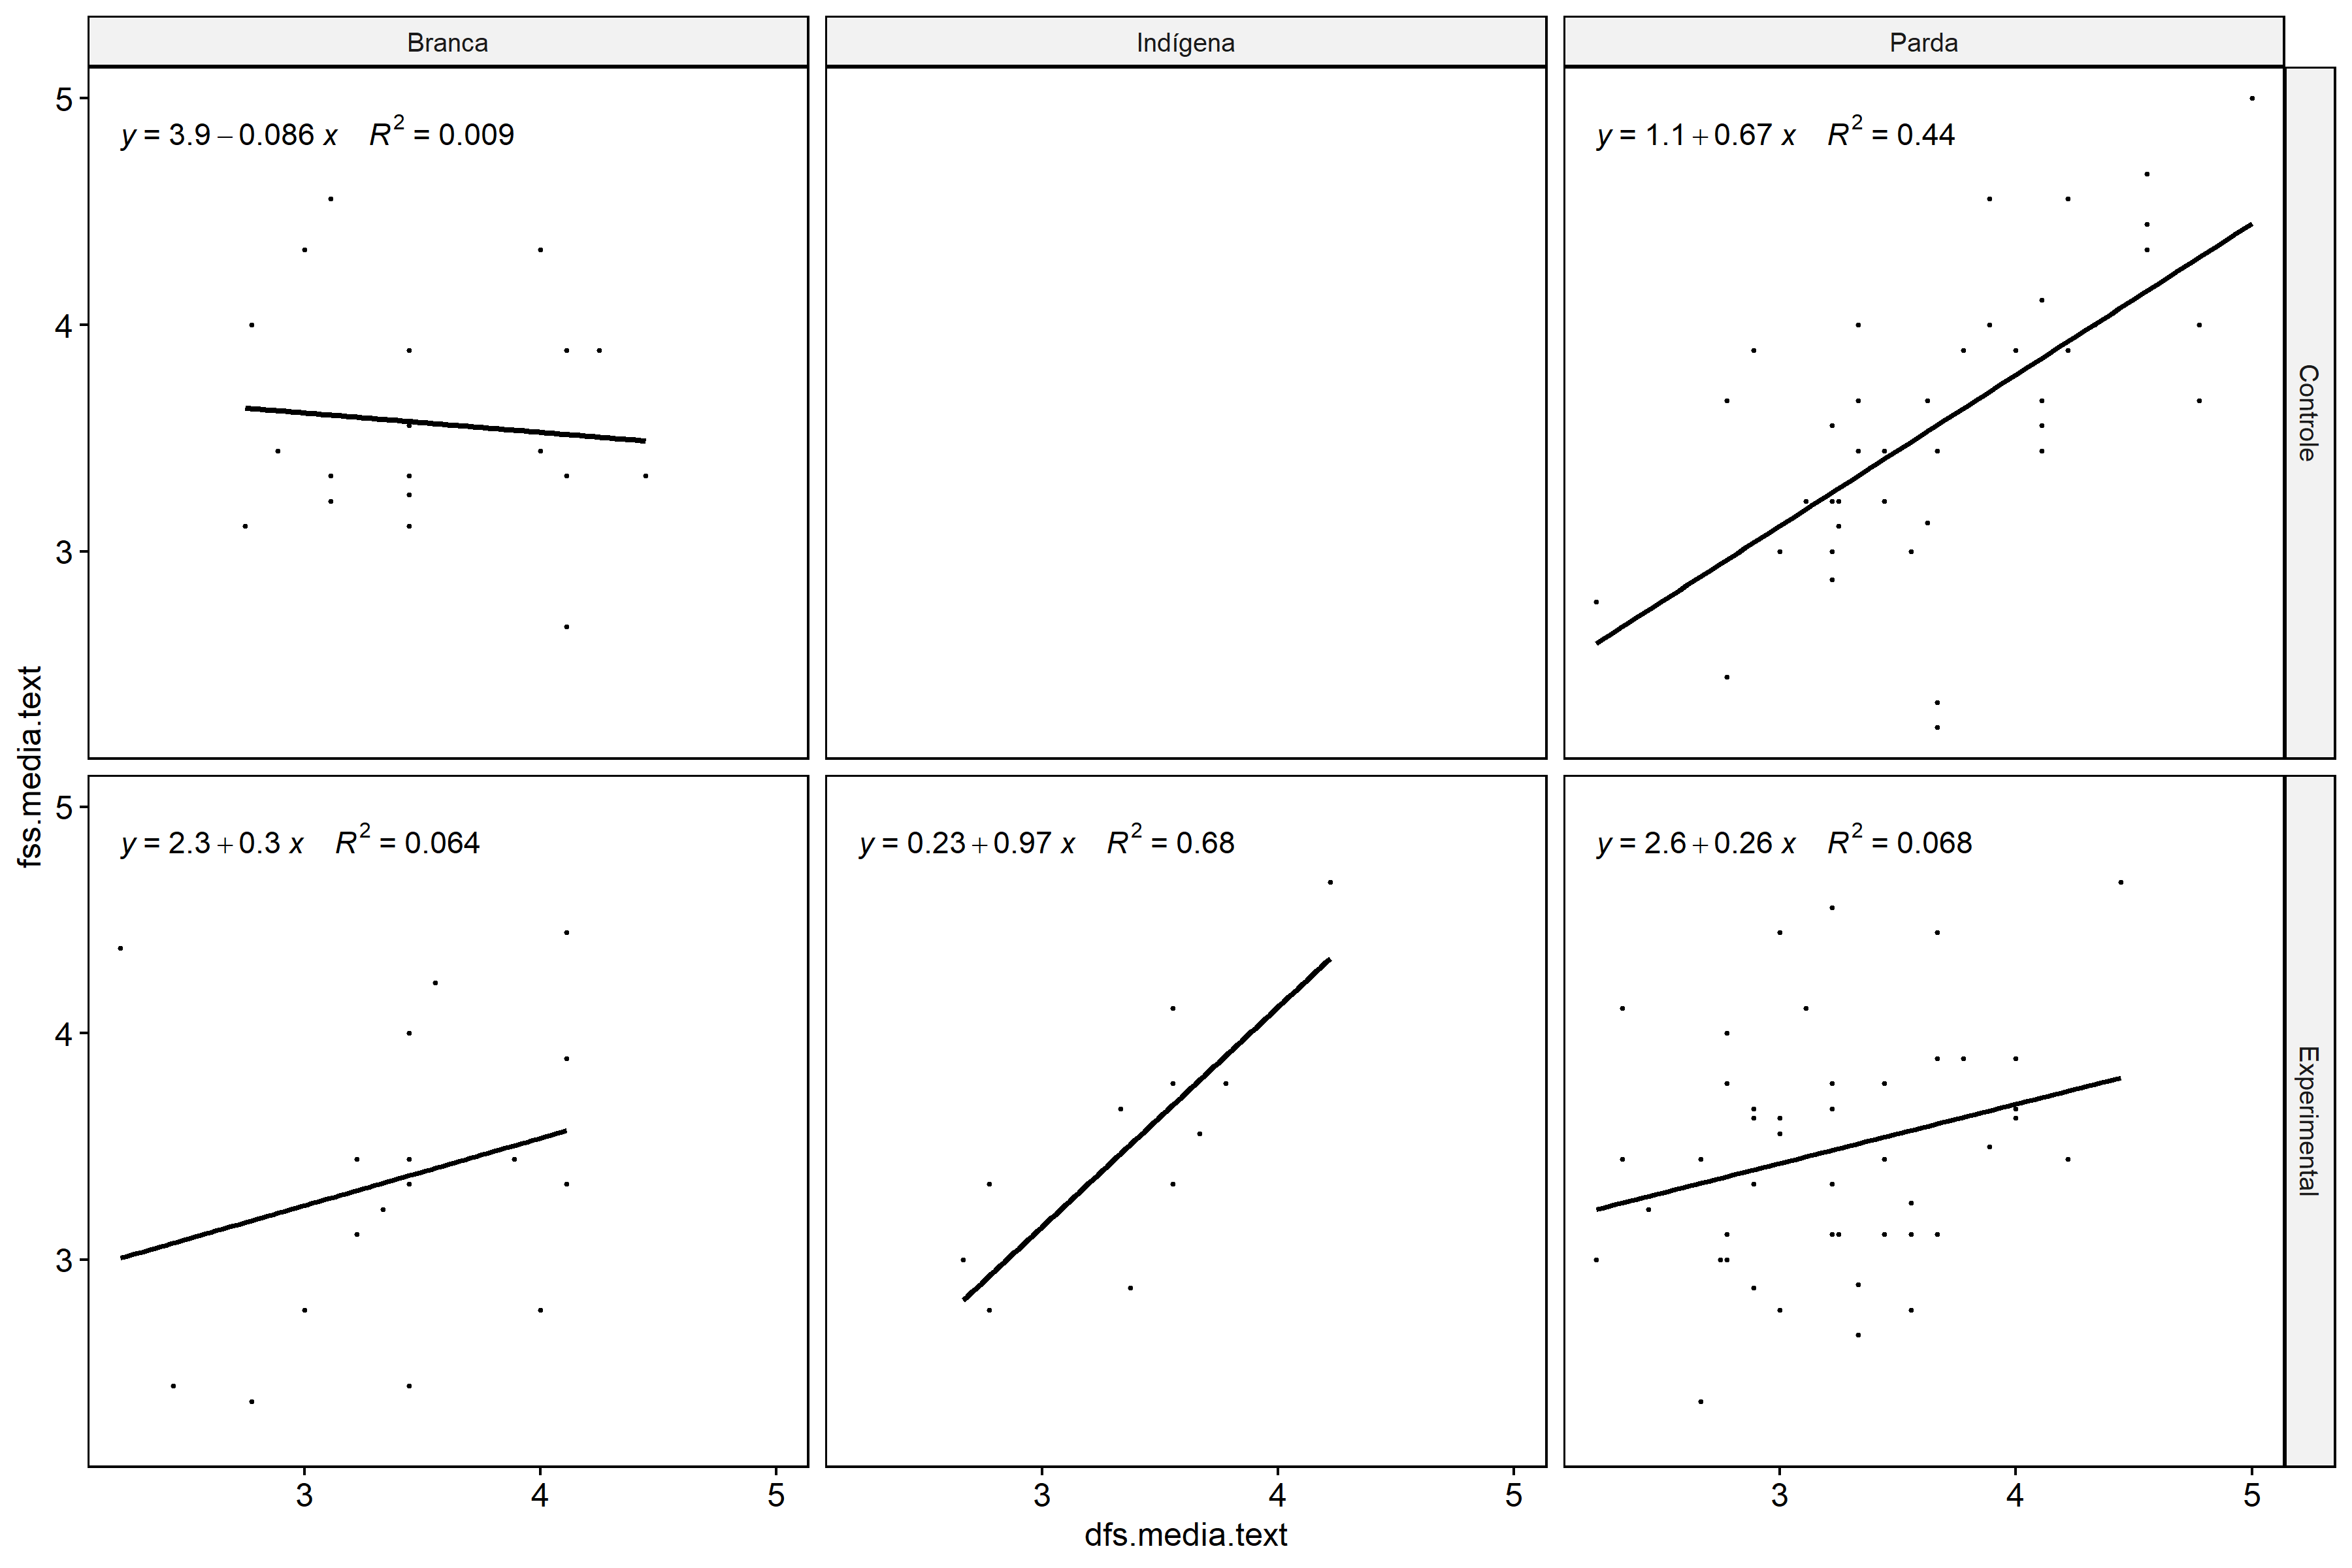 Branca
Indígena
Parda
y = 3.9 − 0.086 x R² = 0.009
y = 1.1 + 0.67 x R² = 0.44
5
4
3
Controle
fss.media.text
y = 2.3 + 0.3 x R² = 0.064
y = 0.23 + 0.97 x R² = 0.68
y = 2.6 + 0.26 x R² = 0.068
5
4
3
Experimental
3 4 5
3 4 5
3 4 5
dfs.media.text